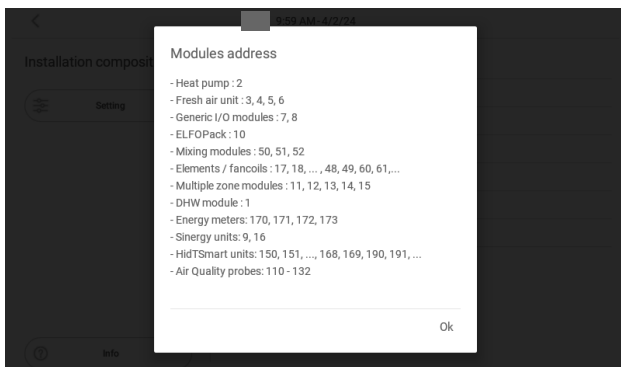 9:59 AM - 4/2/24
Installation composit
Setting
Modules address
- Heat pump : 2
- Fresh air unit : 3, 4, 5, 6
- Generic I/O modules : 7, 8
- ELFOPack : 10
- Mixing modules : 50, 51, 52
- Elements / fancoils : 17, 18, ... , 48, 49, 60, 61,...
- Multiple zone modules : 11, 12, 13, 14, 15
- DHW module : 1
- Energy meters: 170, 171, 172, 173
- Sinergy units: 9, 16
- HidTSmart units: 150, 151, ..., 168, 169, 190, 191, ...
- Air Quality probes: 110 - 132
Ok
Info